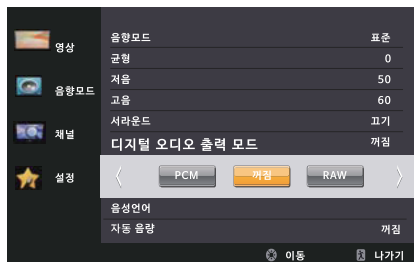 영상
음향모드
채널
설정
음향모드 표준
균형 0
저음 50
고음 60
서라운드 끄기
디지털 오디오 출력 모드 꺼짐
PCM 꺼짐 RAW
음성언어
자동 음량 꺼짐
이동 나가기